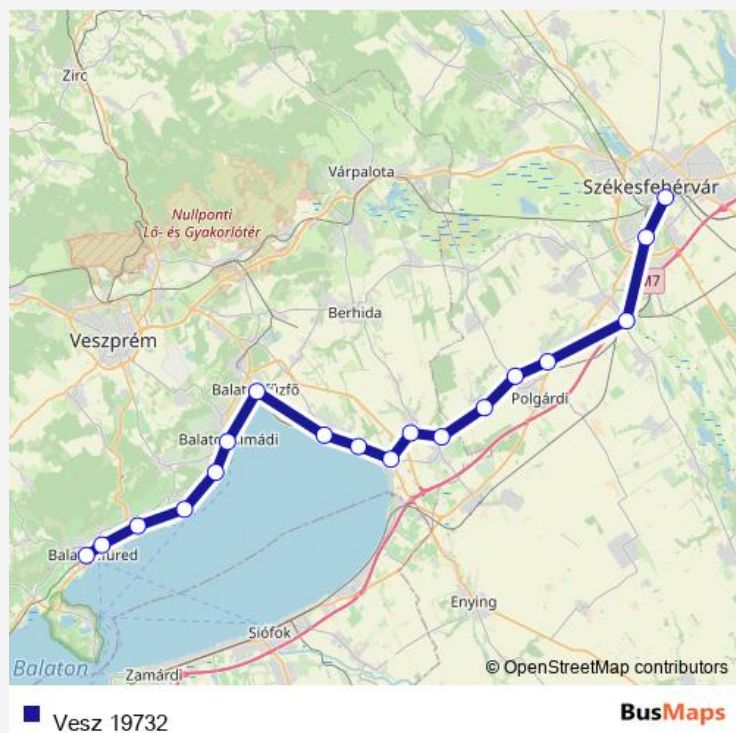 Zirc
Várpalota
Székesfehérvár
Nullponti
Lő- és Gyakorlótér
M7
Berhida
Veszprém
Polgárdi
Enying
Siófok
Balaton
Zamárdi
© OpenStreetMap contributors
Vesz 19732
BusMaps